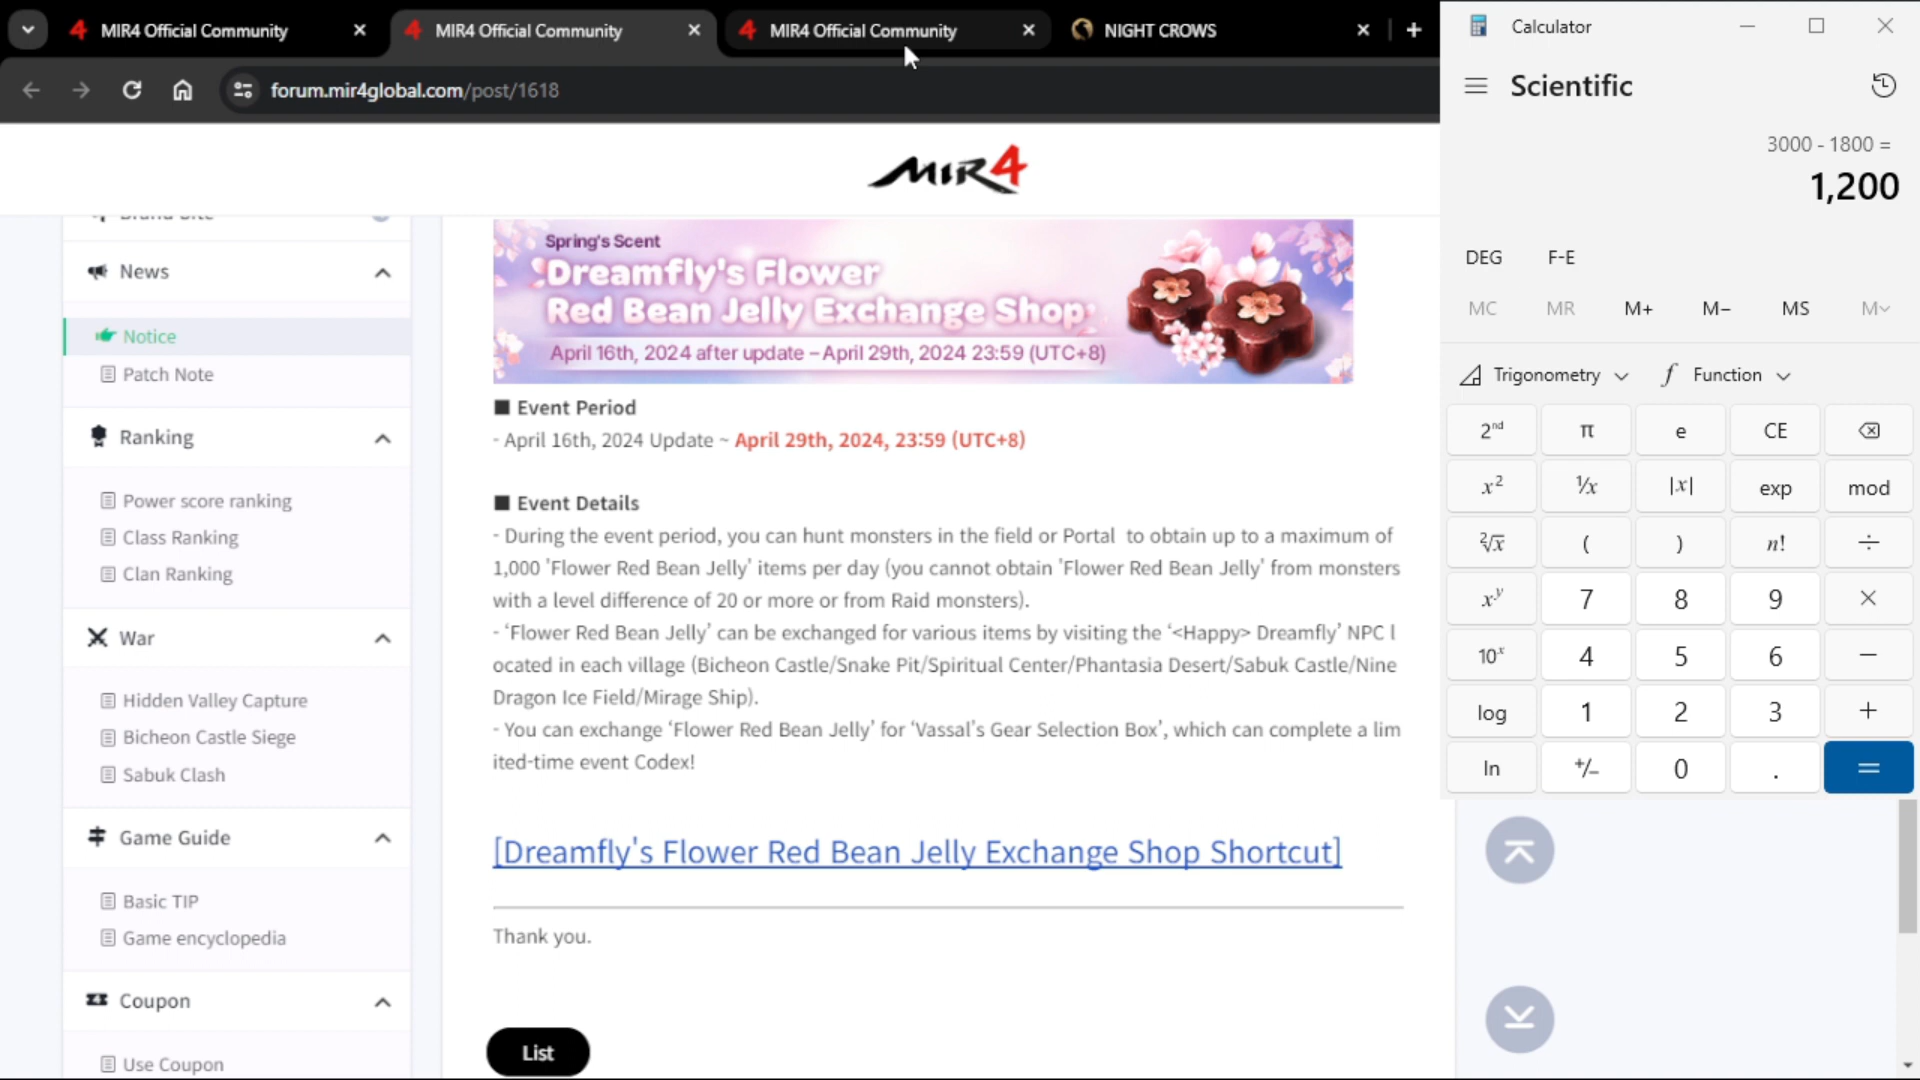 MIR4 Official Community
MIR4 Official Community
MIR4 Official Community
NIGHT CROWS
forum.mir4global.com/post/1618
MIR4
Brand Site
News
Notice
Patch Note
Ranking
Power score ranking
Class Ranking
Clan Ranking
War
Hidden Valley Capture
Bicheon Castle Siege
Sabuk Clash
Game Guide
Basic TIP
Game encyclopedia
Coupon
Use Coupon
Spring's Scent
Dreamfly's Flower
Red Bean Jelly Exchange Shop
April 16th, 2024 after update – April 29th, 2024 23:59 (UTC+8)
■ Event Period
- April 16th, 2024 Update ~ April 29th, 2024, 23:59 (UTC+8)
■ Event Details
- During the event period, you can hunt monsters in the field or Portal to obtain up to a maximum of
1,000 'Flower Red Bean Jelly' items per day (you cannot obtain 'Flower Red Bean Jelly' from monsters
with a level difference of 20 or more or from Raid monsters).
- ‘Flower Red Bean Jelly’ can be exchanged for various items by visiting the ‘<Happy> Dreamfly’ NPC l
ocated in each village (Bicheon Castle/Snake Pit/Spiritual Center/Phantasia Desert/Sabuk Castle/Nine
Dragon Ice Field/Mirage Ship).
- You can exchange ‘Flower Red Bean Jelly’ for ‘Vassal’s Gear Selection Box’, which can complete a lim
ited-time event Codex!
[Dreamfly's Flower Red Bean Jelly Exchange Shop Shortcut]
Thank you.
List
Calculator
Scientific
3000 - 1800 =
1,200
DEG F-E
MC MR M+ M− MS M
Trigonometry f Function
2nd π e CE
x² ¹/x |x| exp mod
²√x ( ) n! ÷
xʸ 7 8 9 ×
10ˣ 4 5 6 −
log 1 2 3 +
ln +/− 0 . =